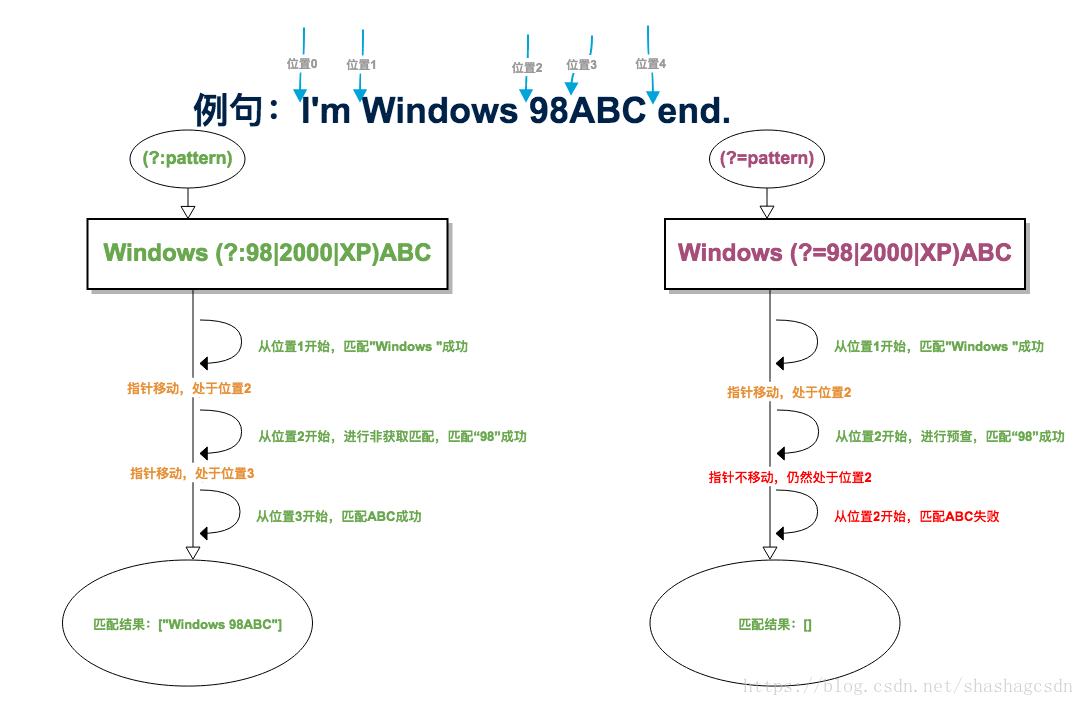 位置0 位置1 位置2 位置3 位置4
例句：I'm Windows 98ABC end.
(?:pattern)
Windows (?:98|2000|XP)ABC
从位置1开始，匹配"Windows "成功
指针移动，处于位置2
从位置2开始，进行非获取匹配，匹配“98”成功
指针移动，处于位置3
从位置3开始，匹配ABC成功
匹配结果：["Windows 98ABC"]
(?=pattern)
Windows (?=98|2000|XP)ABC
从位置1开始，匹配"Windows "成功
指针移动，处于位置2
从位置2开始，进行预查，匹配“98”成功
指针不移动，仍然处于位置2
从位置2开始，匹配ABC失败
匹配结果：[]
https://blog.csdn.net/shashagcsdn